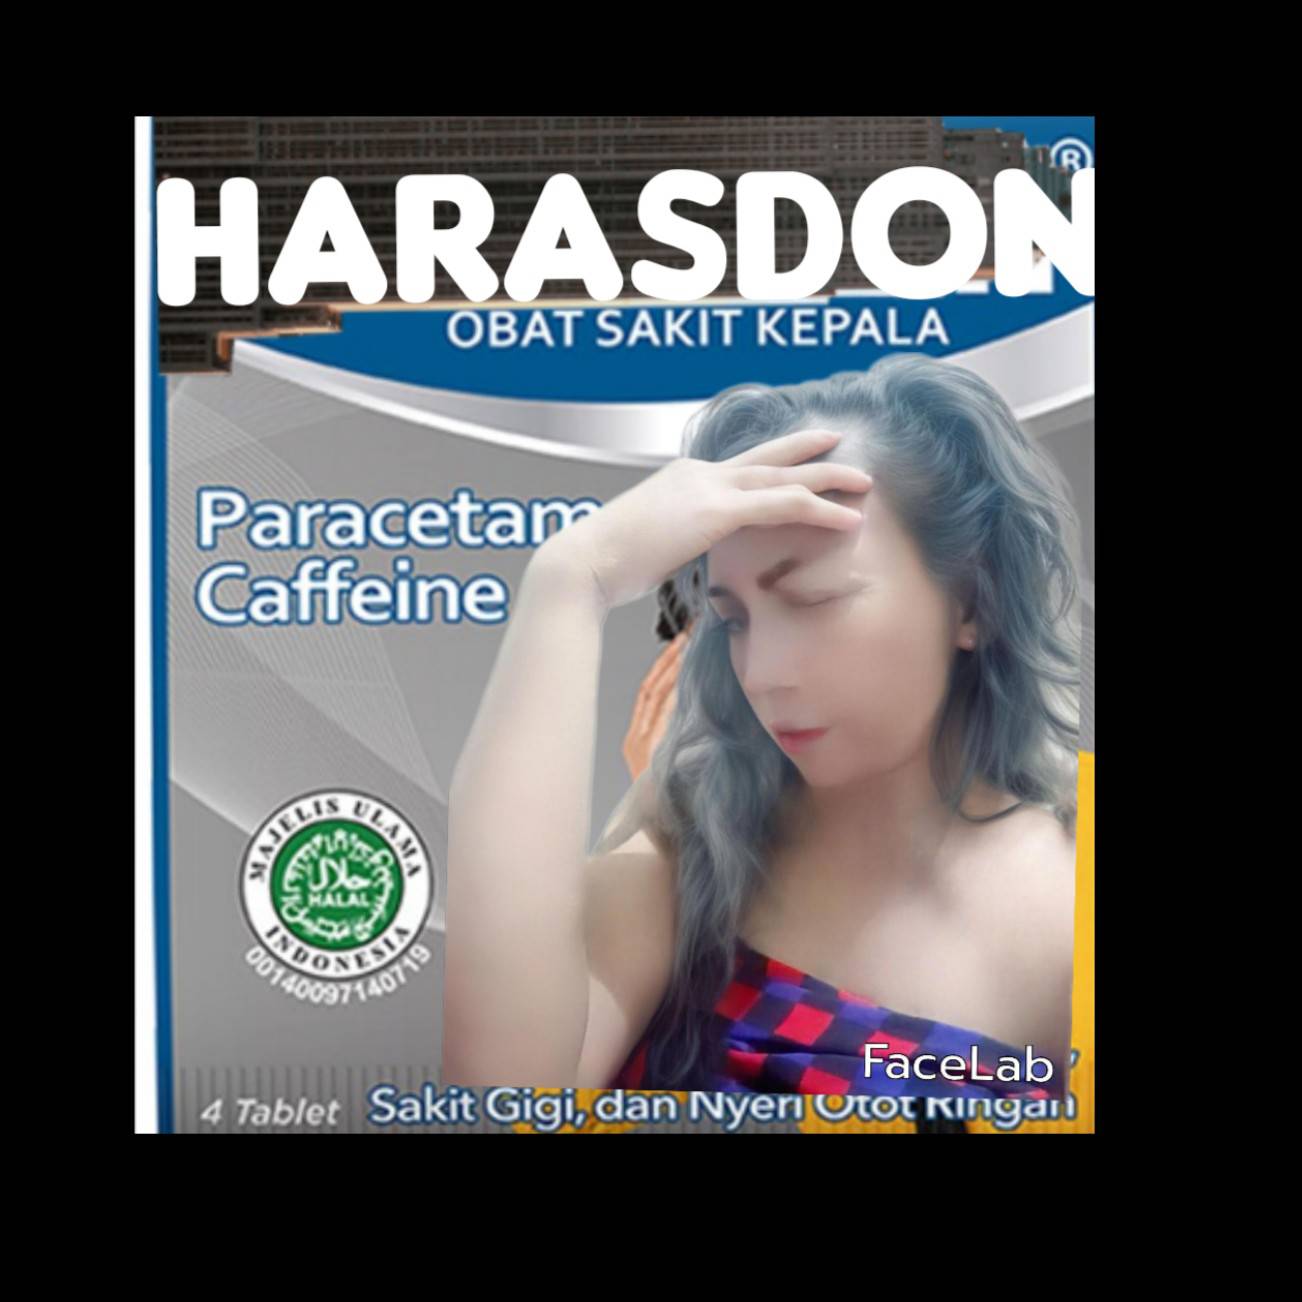 ®
HARASDON
OBAT SAKIT KEPALA
Paracetam
Caffeine
MAJELIS ULAMA
حلال
HALAL
INDONESIA
00140097140719
FaceLab
4 Tablet
Sakit Gigi, dan Nyeri Otot Ringan